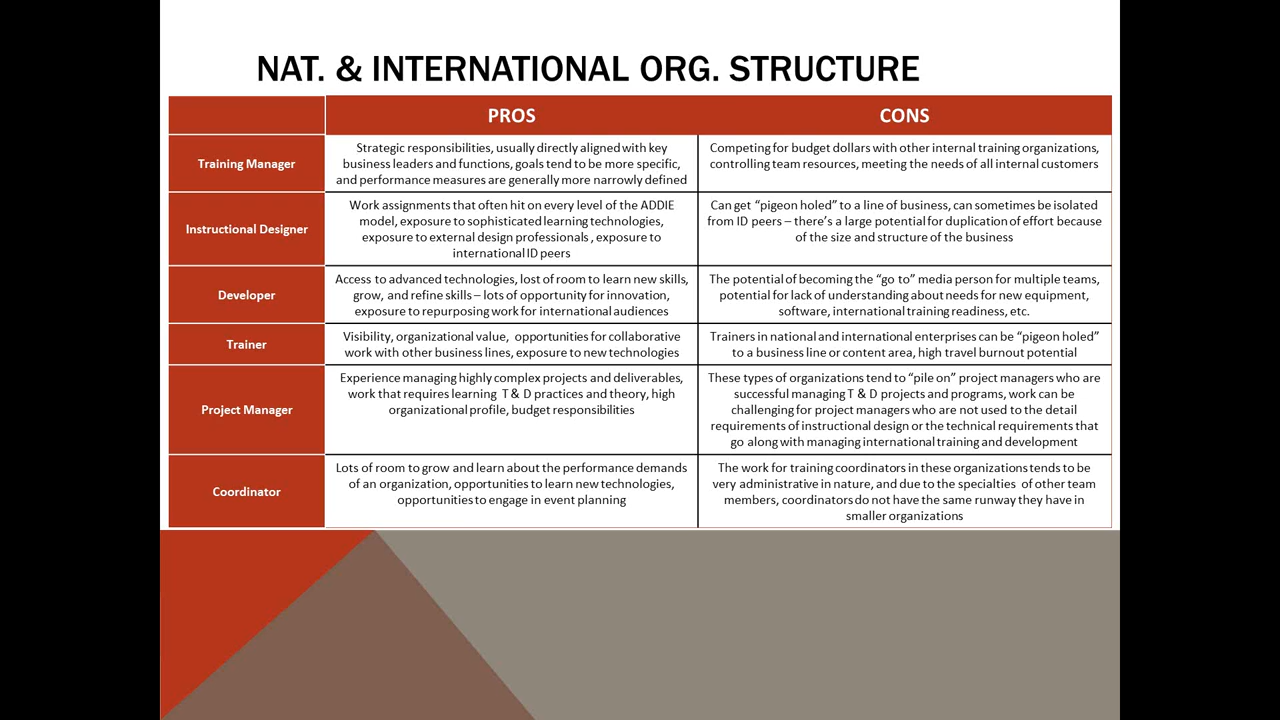 NAT. & INTERNATIONAL ORG. STRUCTURE
PROS
CONS
Training Manager
Strategic responsibilities, usually directly aligned with key
business leaders and functions, goals tend to be more specific,
and performance measures are generally more narrowly defined
Competing for budget dollars with other internal training organizations,
controlling team resources, meeting the needs of all internal customers
Instructional Designer
Work assignments that often hit on every level of the ADDIE
model, exposure to sophisticated learning technologies,
exposure to external design professionals , exposure to
international ID peers
Can get “pigeon holed” to a line of business, can sometimes be isolated
from ID peers – there’s a large potential for duplication of effort because
of the size and structure of the business
Developer
Access to advanced technologies, lost of room to learn new skills,
grow, and refine skills – lots of opportunity for innovation,
exposure to repurposing work for international audiences
The potential of becoming the “go to” media person for multiple teams,
potential for lack of understanding about needs for new equipment,
software, international training readiness, etc.
Trainer
Visibility, organizational value, opportunities for collaborative
work with other business lines, exposure to new technologies
Trainers in national and international enterprises can be “pigeon holed”
to a business line or content area, high travel burnout potential
Project Manager
Experience managing highly complex projects and deliverables,
work that requires learning T & D practices and theory, high
organizational profile, budget responsibilities
These types of organizations tend to “pile on” project managers who are
successful managing T & D projects and programs, work can be
challenging for project managers who are not used to the detail
requirements of instructional design or the technical requirements that
go along with managing international training and development
Coordinator
Lots of room to grow and learn about the performance demands
of an organization, opportunities to learn new technologies,
opportunities to engage in event planning
The work for training coordinators in these organizations tends to be
very administrative in nature, and due to the specialties of other team
members, coordinators do not have the same runway they have in
smaller organizations